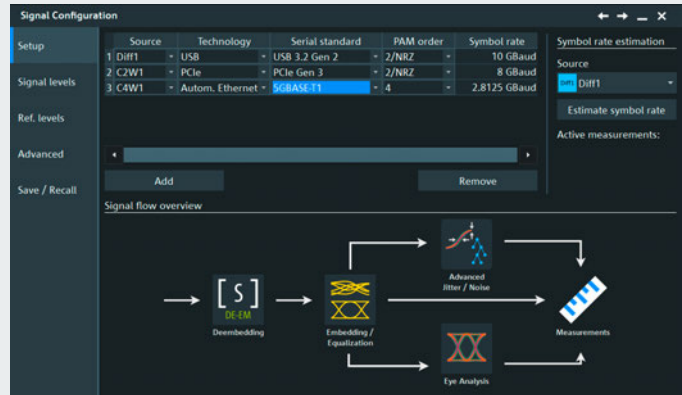 Signal Configuration
Setup
Signal levels
Ref. levels
Advanced
Save / Recall
Source Technology Serial standard PAM order Symbol rate
1 Diff1 USB USB 3.2 Gen 2 2/NRZ 10 GBaud
2 C2W1 PCIe PCIe Gen 3 2/NRZ 8 GBaud
3 C4W1 Autom. Ethernet 5GBASE-T1 4 2.8125 GBaud
Add Remove
Symbol rate estimation
Source
Diff1 Diff1
Estimate symbol rate
Active measurements:
Signal flow overview
Advanced
Jitter / Noise
[ S ]
DE-EM
Deembedding
Embedding /
Equalization
Measurements
Eye Analysis